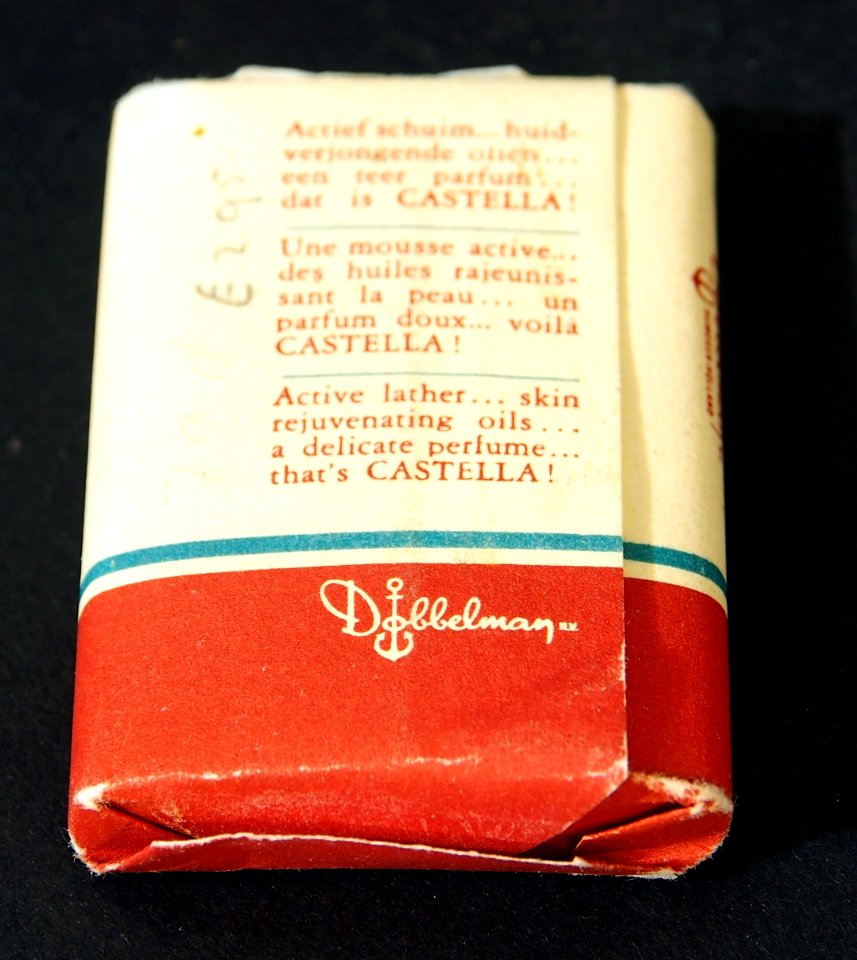 Actief schuim... huid-
verjongende oliën...
een teer parfum...
dat is CASTELLA!
Une mousse active...
des huiles rajeunis-
sant la peau... un
parfum doux... voilà
CASTELLA!
Active lather... skin
rejuvenating oils...
a delicate perfume...
that's CASTELLA!
Dobbelman N.V.